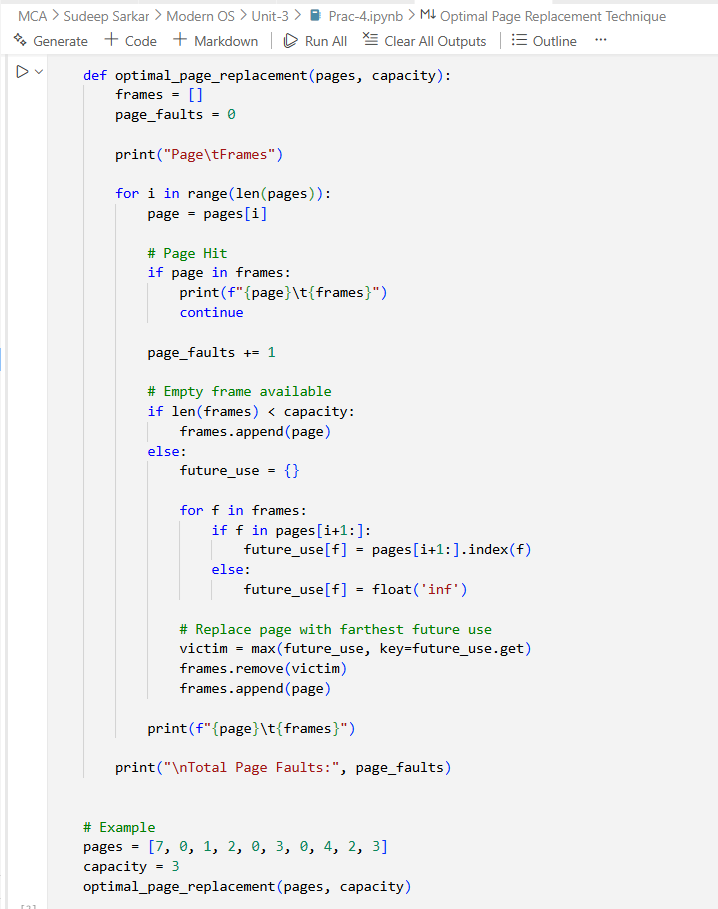 MCA > Sudeep Sarkar > Modern OS > Unit-3 > Prac-4.ipynb > M↓ Optimal Page Replacement Technique
Generate + Code + Markdown | Run All Clear All Outputs | Outline ...
def optimal_page_replacement(pages, capacity):
    frames = []
    page_faults = 0

    print("Page\tFrames")

    for i in range(len(pages)):
        page = pages[i]

        # Page Hit
        if page in frames:
            print(f"{page}\t{frames}")
            continue

        page_faults += 1

        # Empty frame available
        if len(frames) < capacity:
            frames.append(page)
        else:
            future_use = {}

            for f in frames:
                if f in pages[i+1:]:
                    future_use[f] = pages[i+1:].index(f)
                else:
                    future_use[f] = float('inf')

            # Replace page with farthest future use
            victim = max(future_use, key=future_use.get)
            frames.remove(victim)
            frames.append(page)

        print(f"{page}\t{frames}")

    print("\nTotal Page Faults:", page_faults)


# Example
pages = [7, 0, 1, 2, 0, 3, 0, 4, 2, 3]
capacity = 3
optimal_page_replacement(pages, capacity)